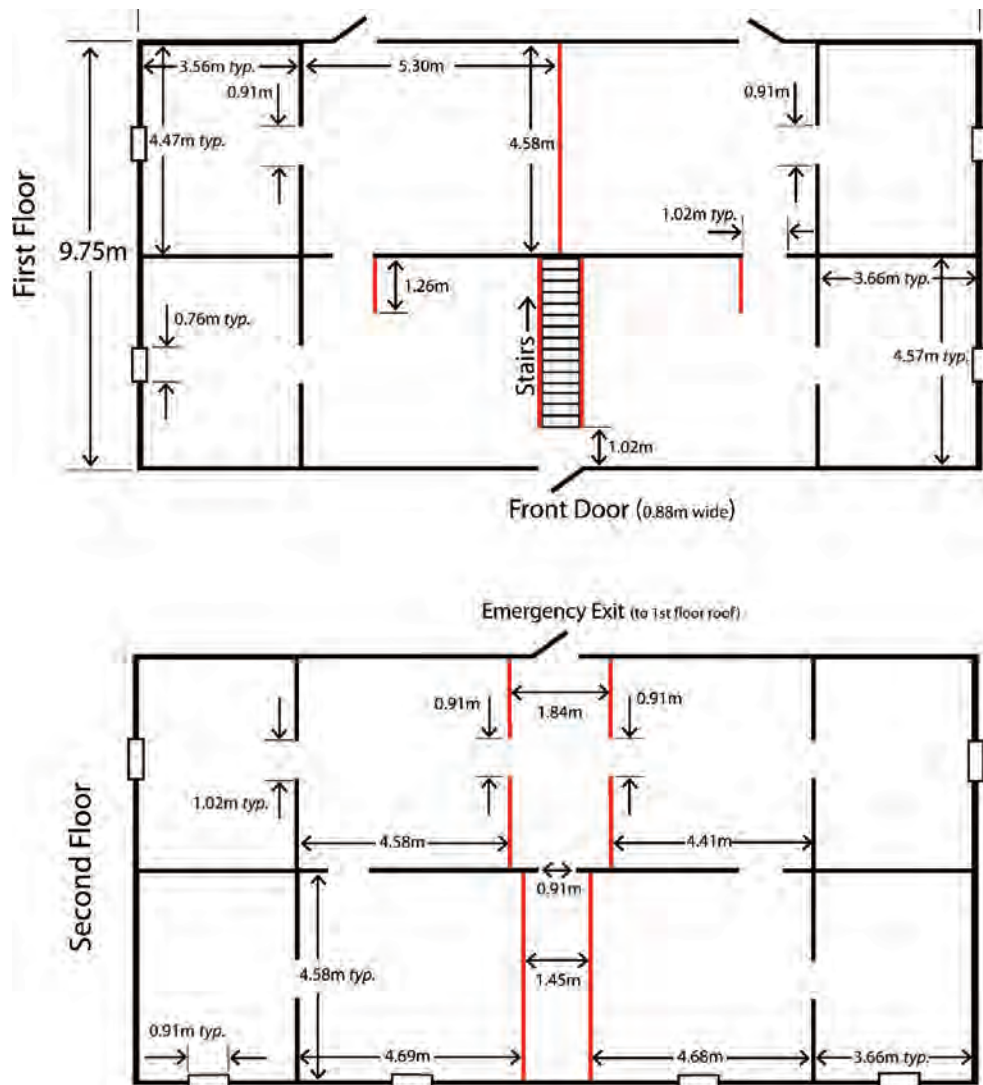 3.56m typ.
5.30m
0.91m
0.91m
4.47m typ.
4.58m
First Floor
9.75m
1.02m typ.
1.26m
3.66m typ.
0.76m typ.
Stairs
4.57m typ.
1.02m
Front Door (0.88m wide)
Emergency Exit (to 1st floor roof)
0.91m
1.84m
0.91m
Second Floor
1.02m typ.
4.58m
4.41m
0.91m
4.58m typ.
1.45m
0.91m typ.
4.69m
4.68m
3.66m typ.